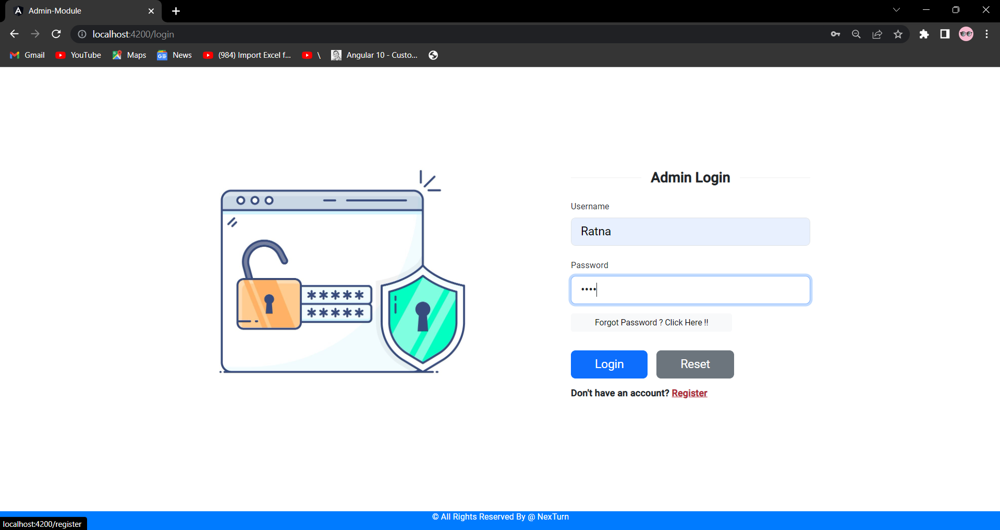 Admin-Module
localhost:4200/login
Gmail YouTube Maps News (984) Import Excel f... \ Angular 10 - Custo...
Admin Login
Username
Ratna
Password
••••
*****
*****
Forgot Password ? Click Here !!
Login Reset
Don't have an account? Register
© All Rights Reserved By @ NexTurn
localhost:4200/register